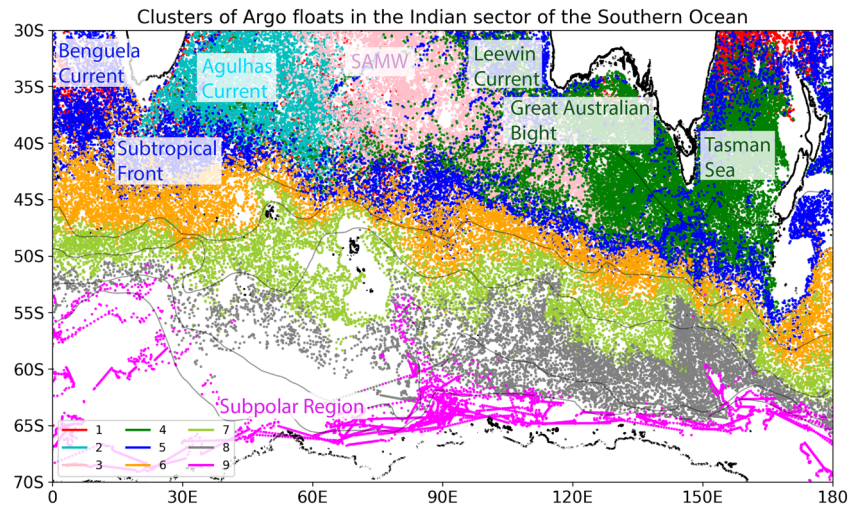 Clusters of Argo floats in the Indian sector of the Southern Ocean
30S
35S
40S
45S
50S
55S
60S
65S
70S
Benguela
Current
Agulhas
Current
SAMW
Leewin
Current
Great Australian
Bight
Tasman
Sea
Subtropical
Front
Subpolar Region
1 4 7
2 5 8
3 6 9
0 30E 60E 90E 120E 150E 180